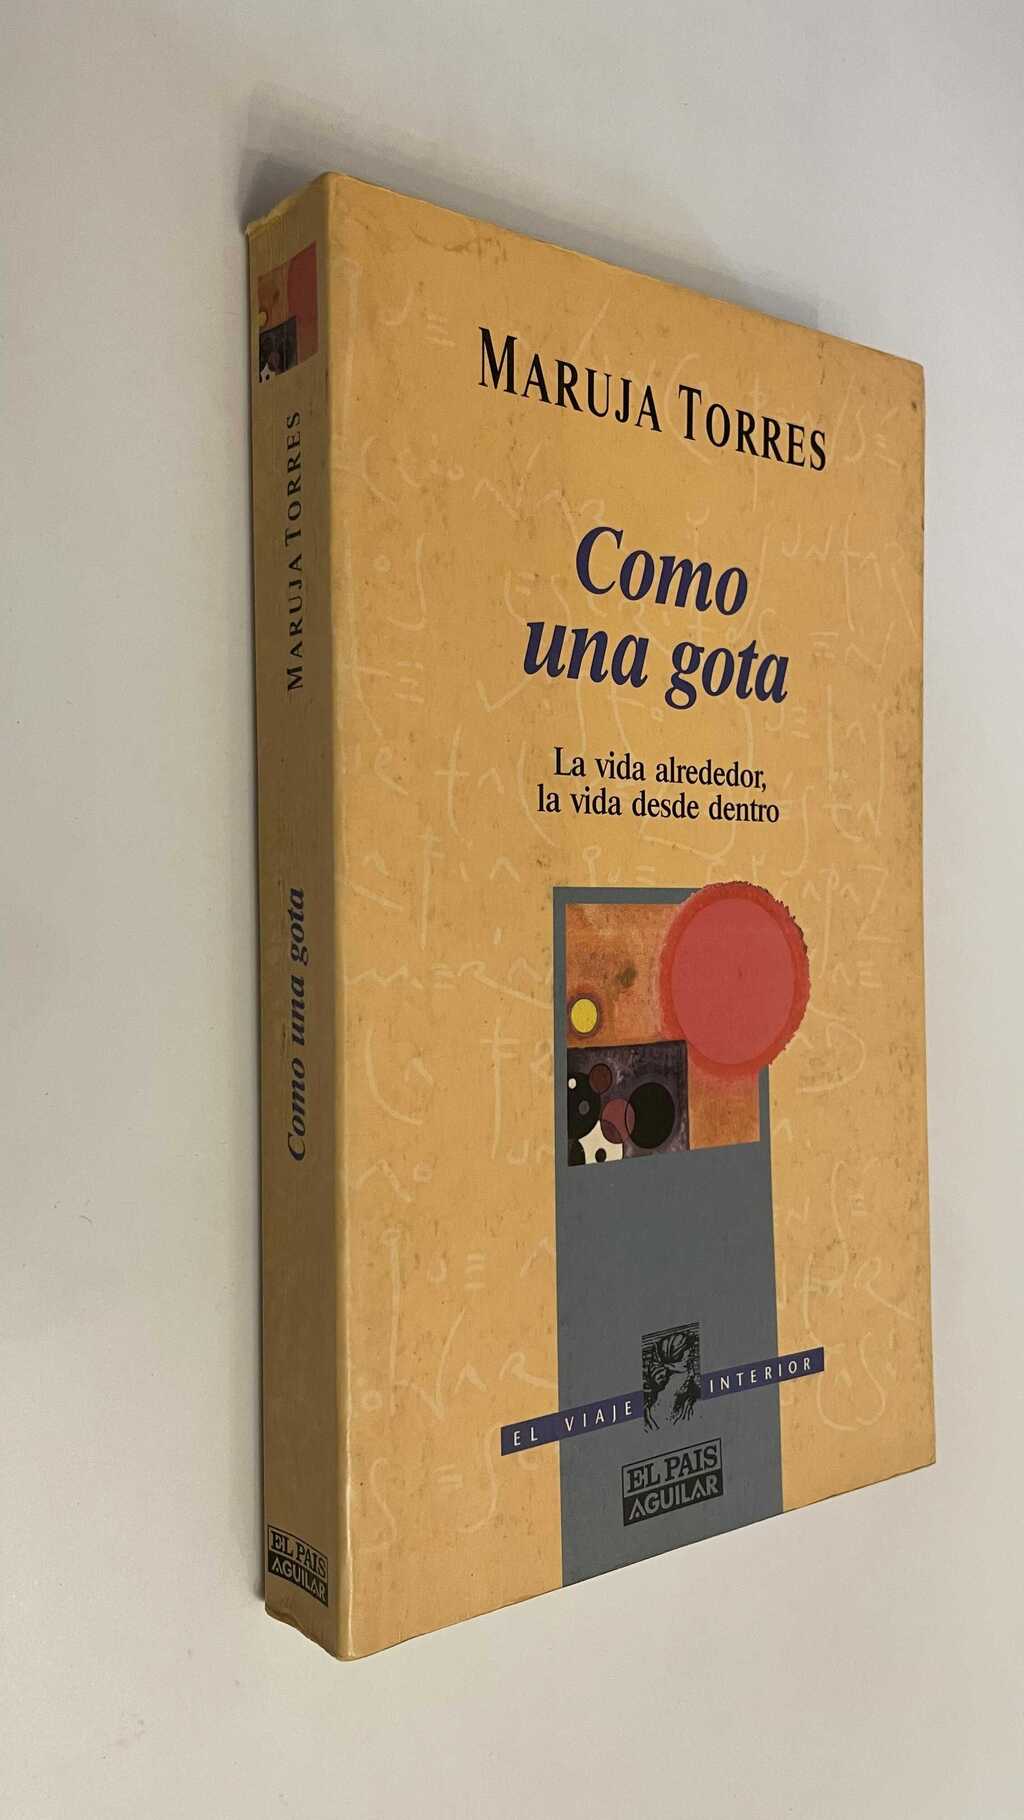 MARUJA TORRES
Como
una gota
La vida alrededor,
la vida desde dentro
EL VIAJE INTERIOR
EL PAIS
AGUILAR
MARUJA TORRES
Como una gota
EL PAIS
AGUILAR